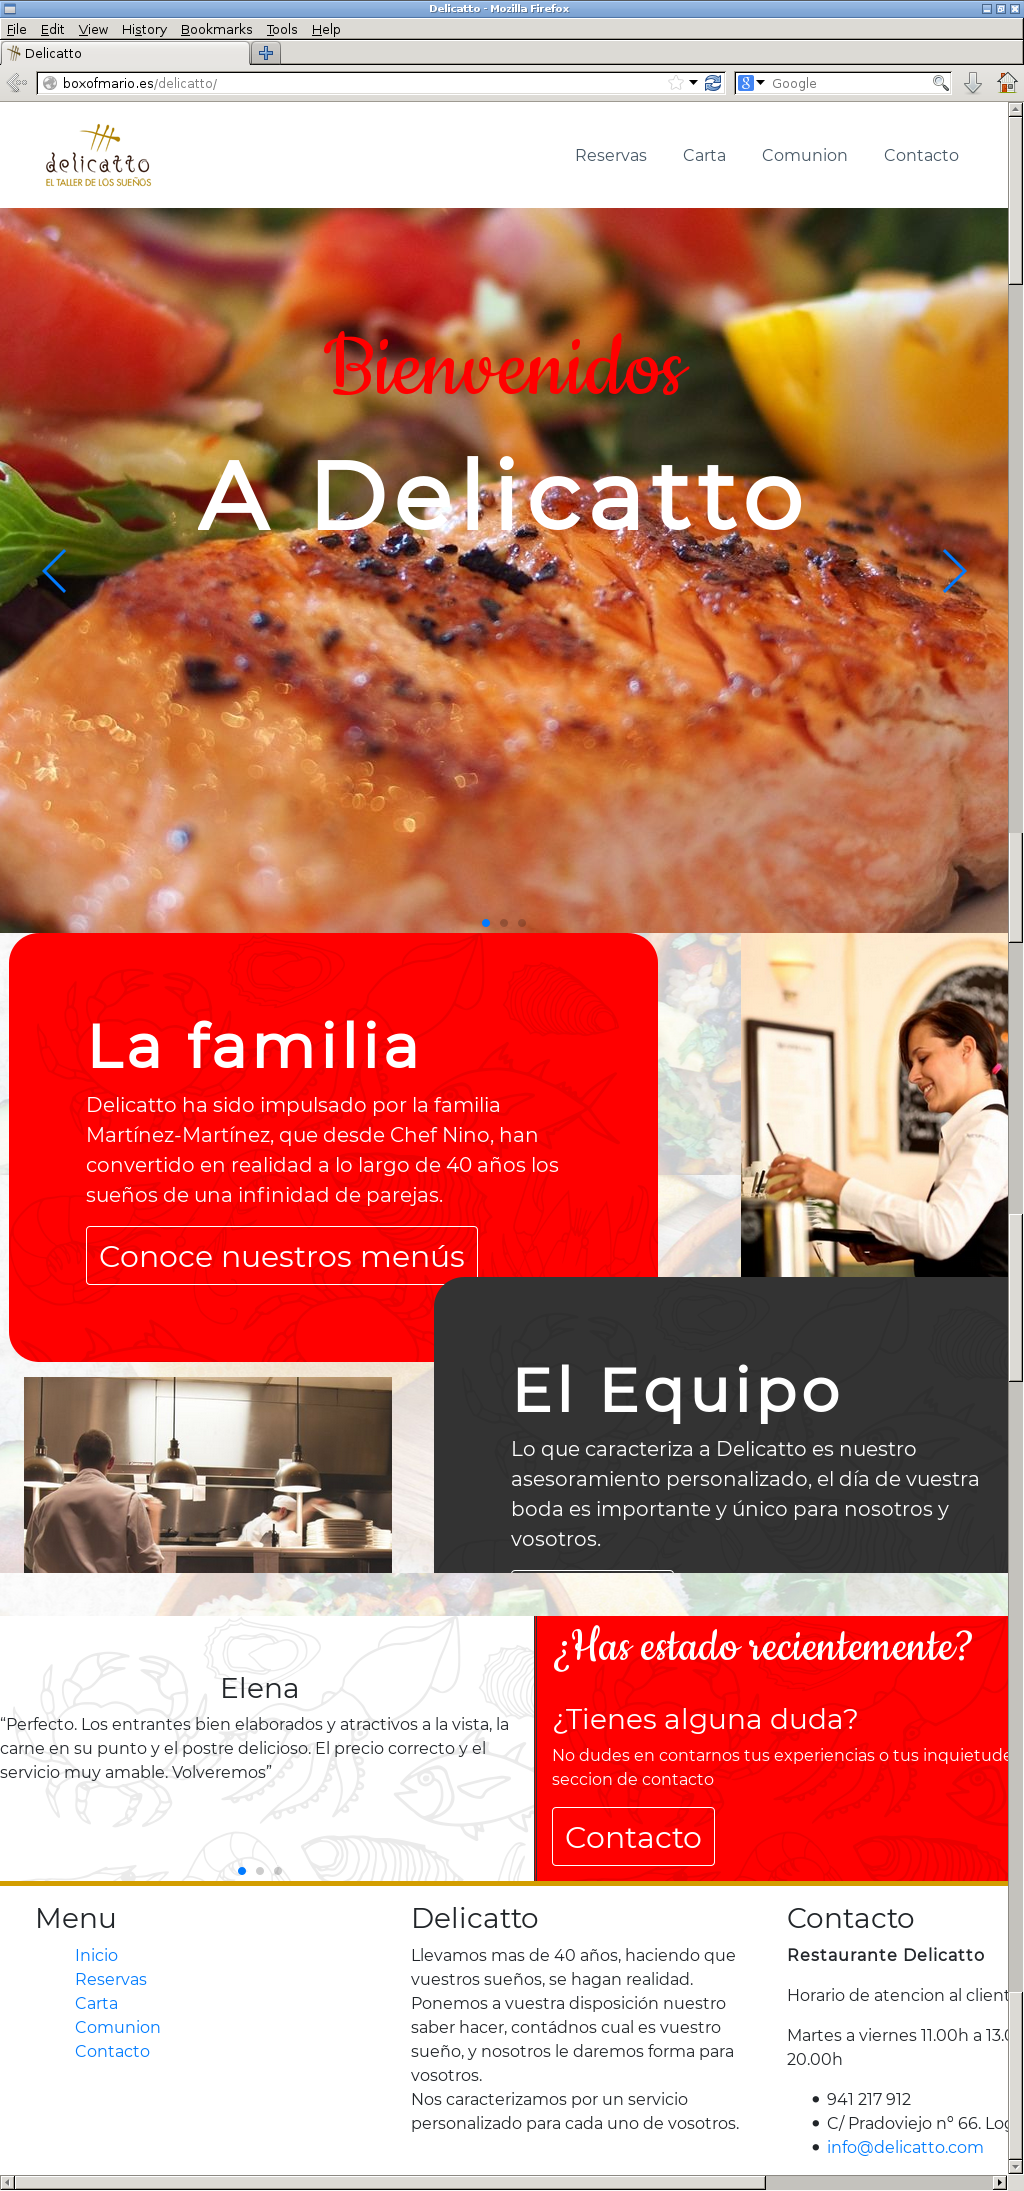 Delicatto - Mozilla Firefox
File Edit View History Bookmarks Tools Help
Delicatto
boxofmario.es/delicatto/
Google
delicatto
EL TALLER DE LOS SUEÑOS
Reservas Carta Comunion Contacto
Bienvenidos
A Delicatto
La familia
Delicatto ha sido impulsado por la familia
Martínez-Martínez, que desde Chef Nino, han
convertido en realidad a lo largo de 40 años los
sueños de una infinidad de parejas.
Conoce nuestros menús
El Equipo
Lo que caracteriza a Delicatto es nuestro
asesoramiento personalizado, el día de vuestra
boda es importante y único para nosotros y
vosotros.
Elena
“Perfecto. Los entrantes bien elaborados y atractivos a la vista, la
carne en su punto y el postre delicioso. El precio correcto y el
servicio muy amable. Volveremos”
¿Has estado recientemente?
¿Tienes alguna duda?
No dudes en contarnos tus experiencias o tus inquietude
seccion de contacto
Contacto
Menu
Inicio
Reservas
Carta
Comunion
Contacto
Delicatto
Llevamos mas de 40 años, haciendo que
vuestros sueños, se hagan realidad.
Ponemos a vuestra disposición nuestro
saber hacer, contádnos cual es vuestro
sueño, y nosotros le daremos forma para
vosotros.
Nos caracterizamos por un servicio
personalizado para cada uno de vosotros.
Contacto
Restaurante Delicatto
Horario de atencion al client
Martes a viernes 11.00h a 13.0
20.00h
941 217 912
C/ Pradoviejo nº 66. Log
info@delicatto.com